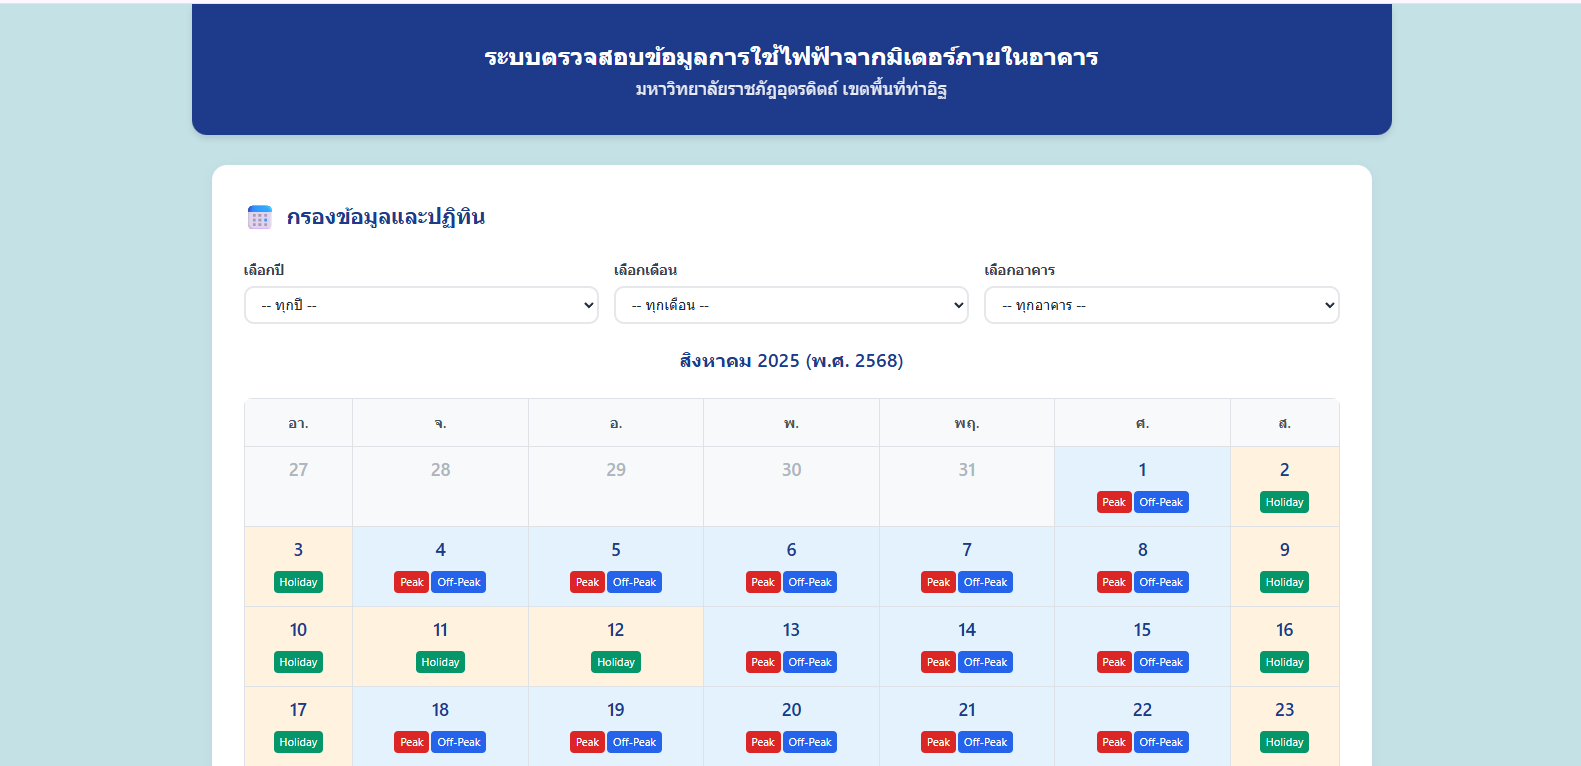 ระบบตรวจสอบข้อมูลการใช้ไฟฟ้าจากมิเตอร์ภายในอาคาร
มหาวิทยาลัยราชภัฏอุตรดิตถ์ เขตพื้นที่ท่าอิฐ
กรองข้อมูลและปฏิทิน
เลือกปี เลือกเดือน เลือกอาคาร
-- ทุกปี -- -- ทุกเดือน -- -- ทุกอาคาร --
สิงหาคม 2025 (พ.ศ. 2568)
อา. จ. อ. พ. พฤ. ศ. ส.
27 28 29 30 31 1 2
Peak Off-Peak Holiday
3 4 5 6 7 8 9
Holiday Peak Off-Peak Peak Off-Peak Peak Off-Peak Peak Off-Peak Peak Off-Peak Holiday
10 11 12 13 14 15 16
Holiday Holiday Holiday Peak Off-Peak Peak Off-Peak Peak Off-Peak Holiday
17 18 19 20 21 22 23
Holiday Peak Off-Peak Peak Off-Peak Peak Off-Peak Peak Off-Peak Peak Off-Peak Holiday